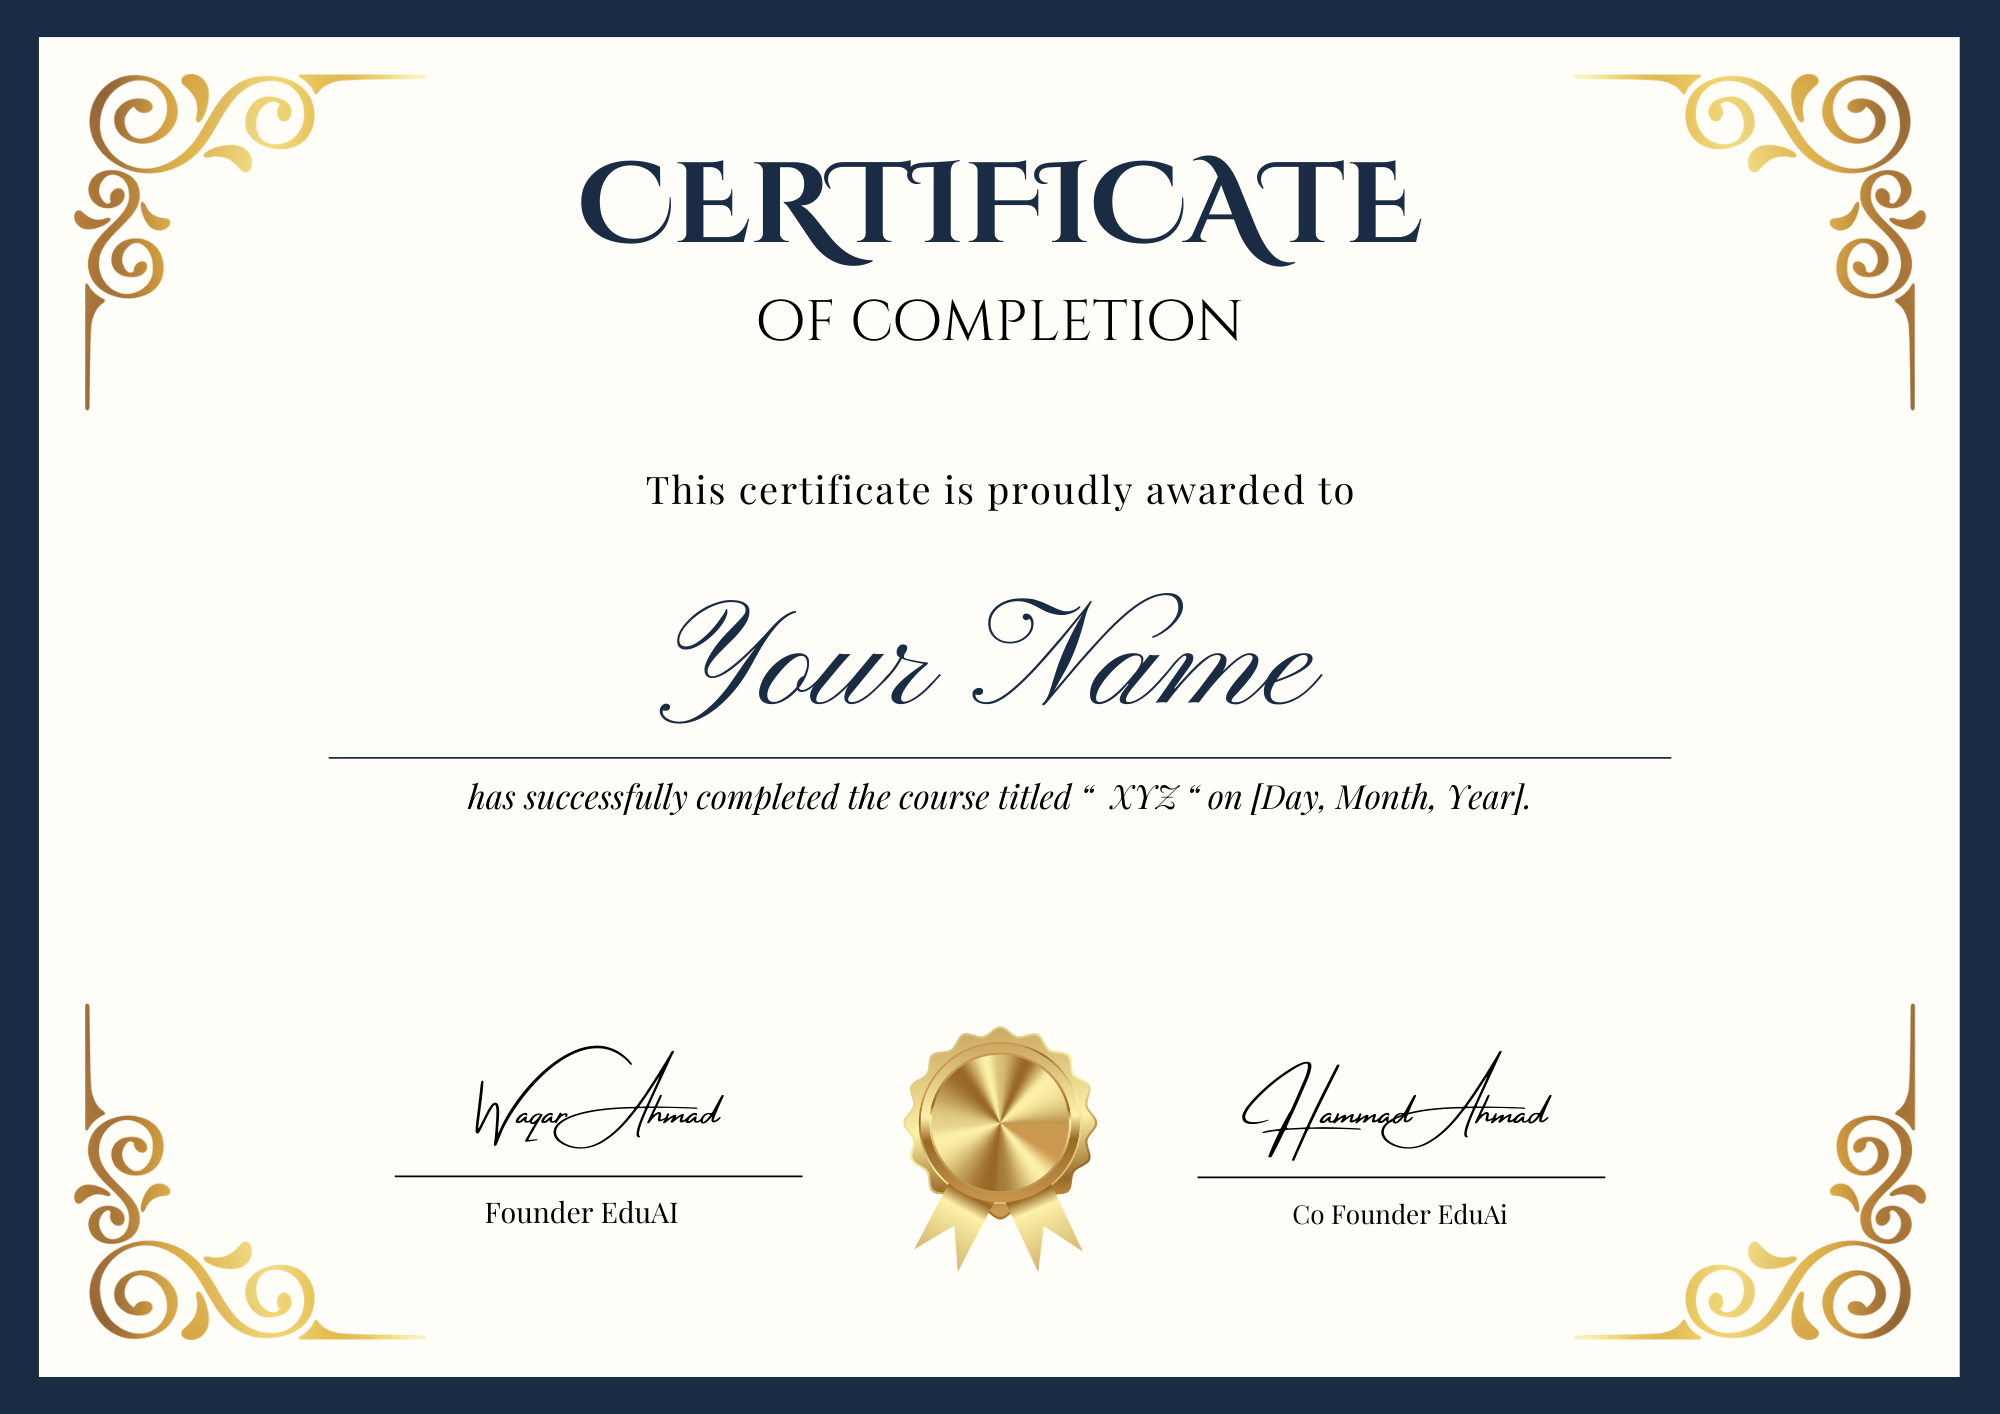 CERTIFICATE
OF COMPLETION
This certificate is proudly awarded to
Your Name
has successfully completed the course titled “ XYZ “ on [Day, Month, Year].
Waqar Ahmad
Hammad Ahmad
Founder EduAI
Co Founder EduAi